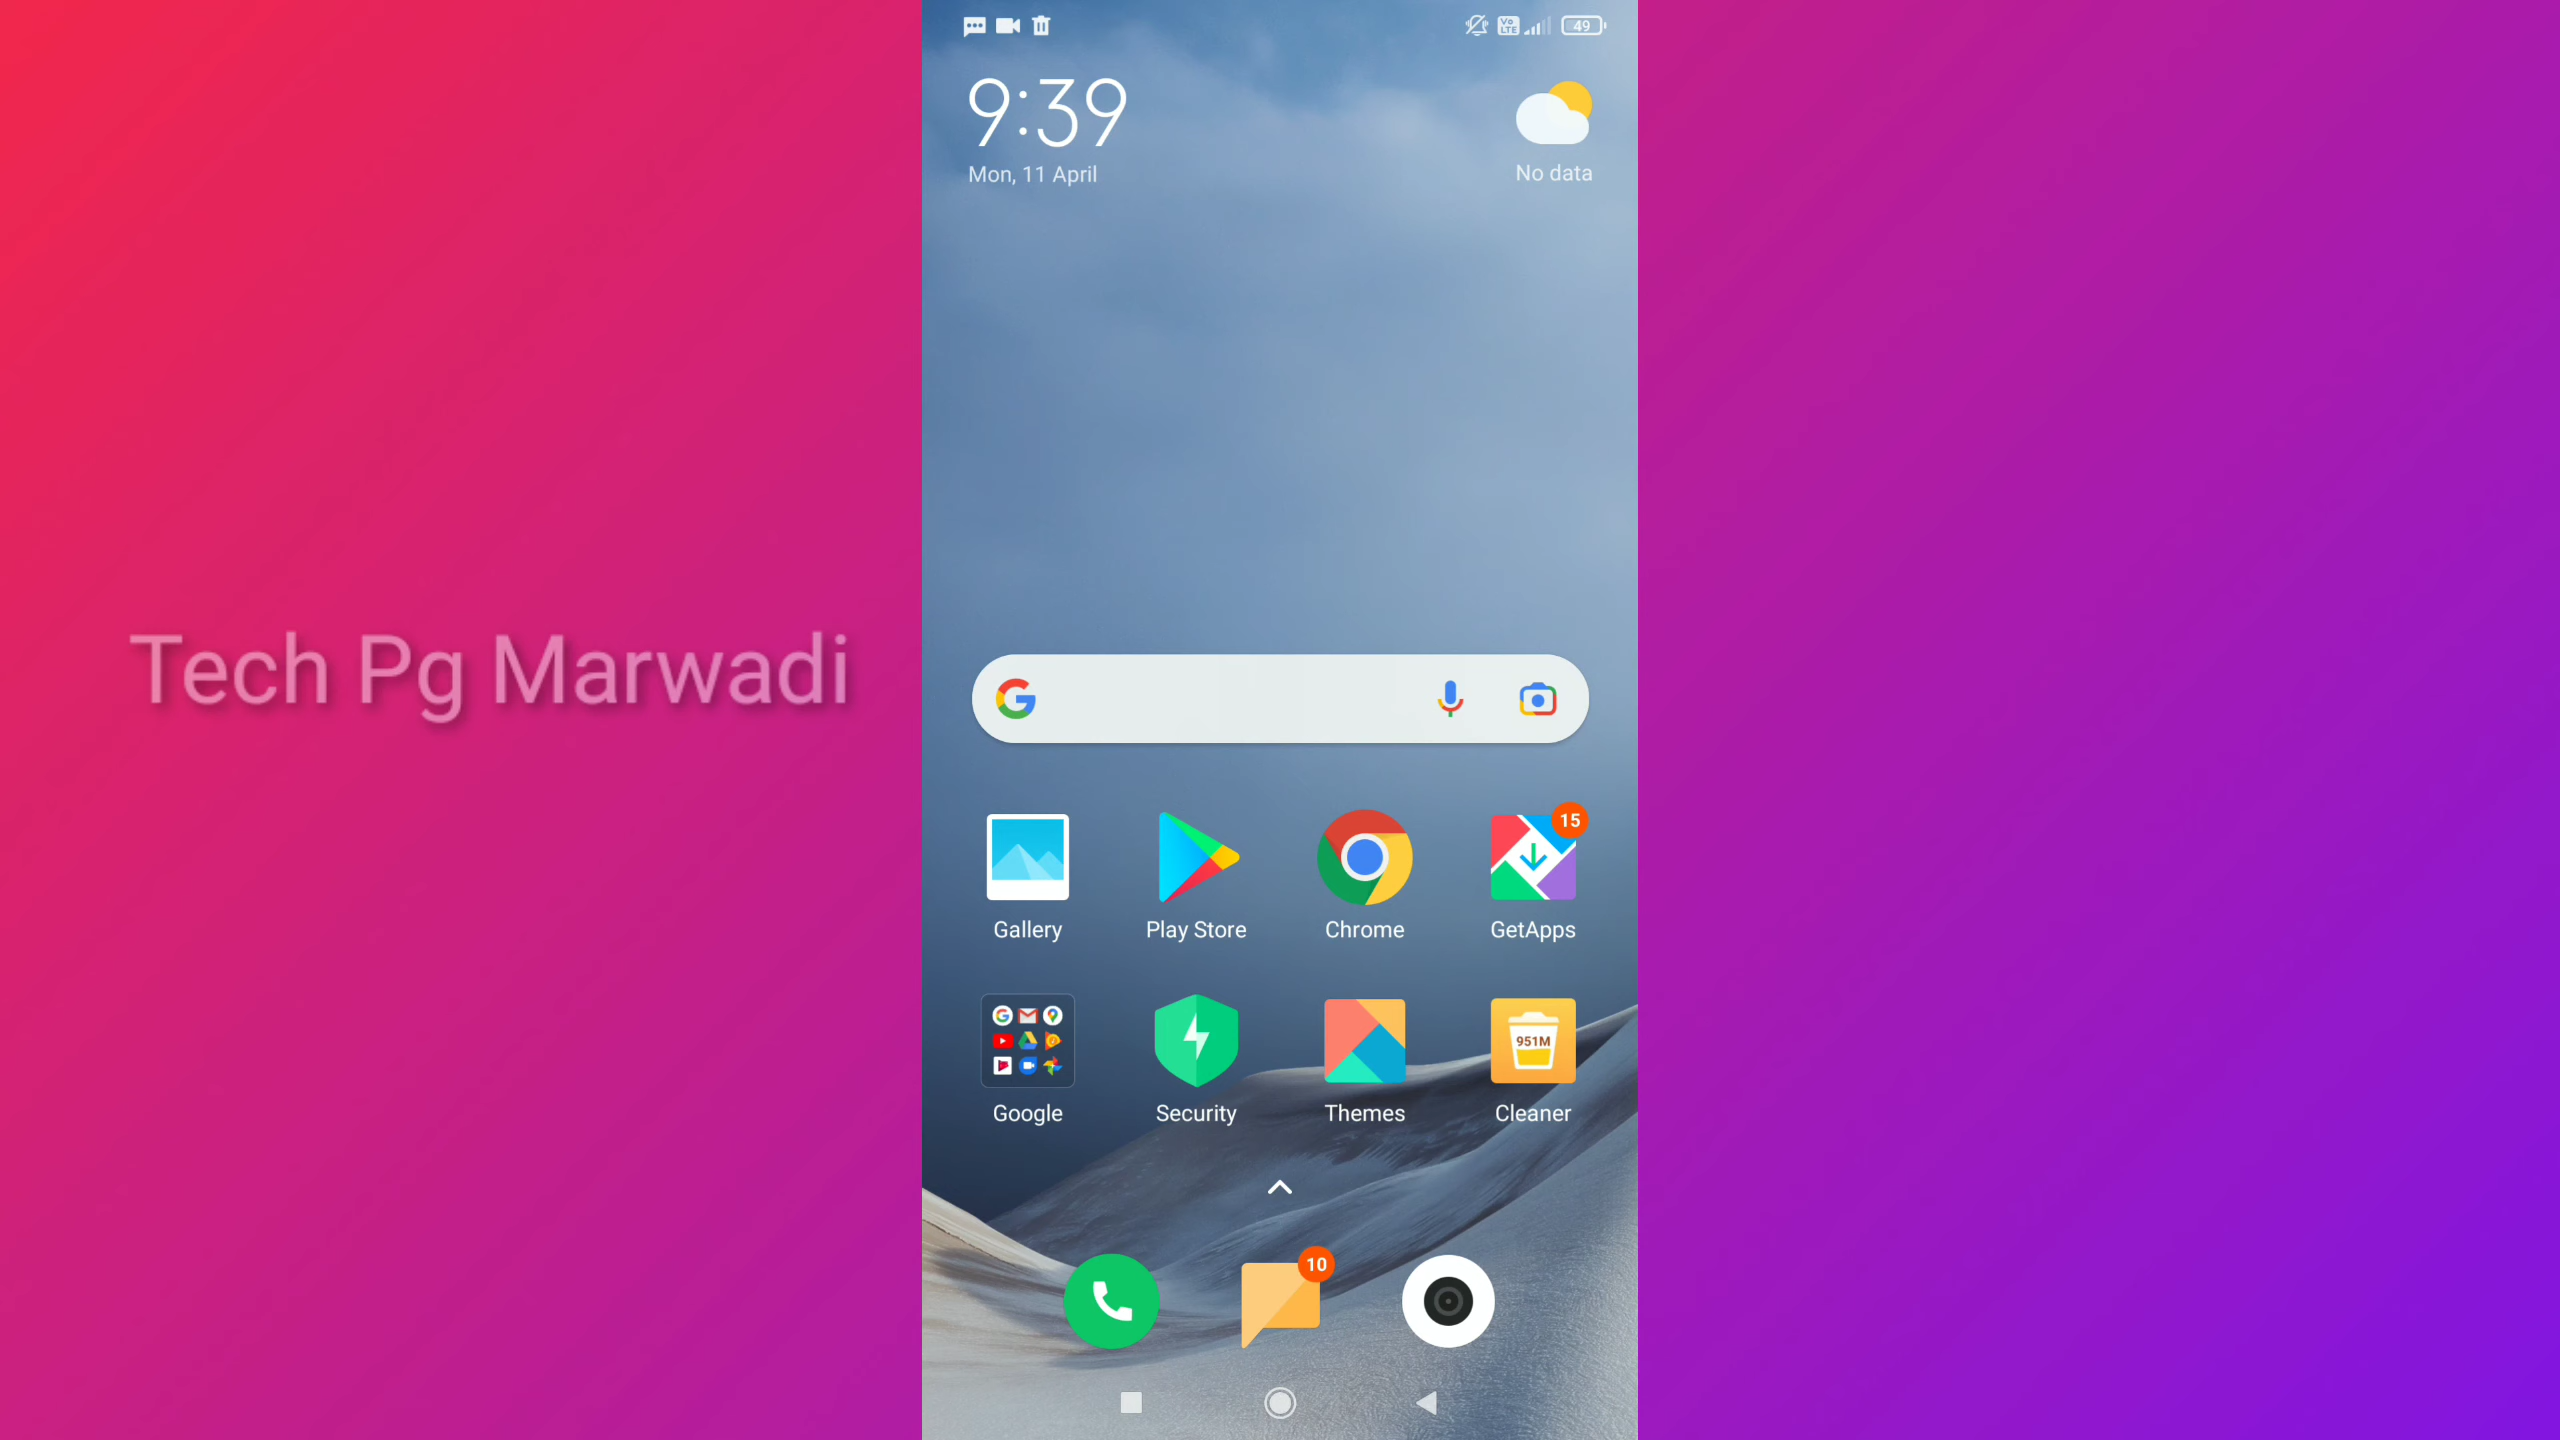 49
9:39
Mon, 11 April
No data
Tech Pg Marwadi
15
Gallery
Play Store
Chrome
GetApps
951M
Google
Security
Themes
Cleaner
10